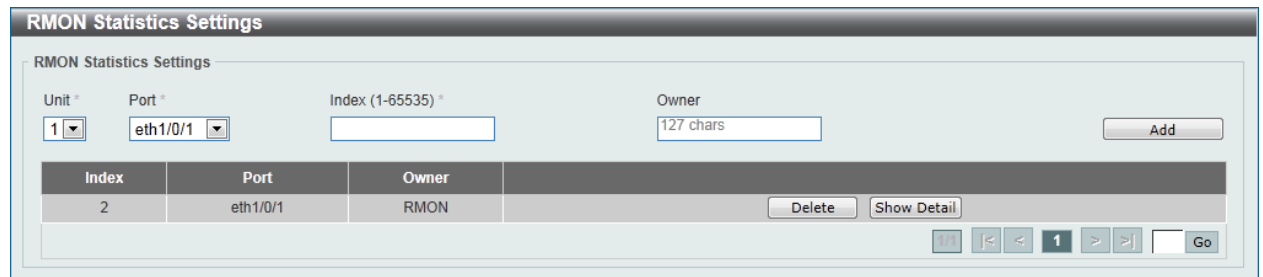 RMON Statistics Settings
RMON Statistics Settings
Unit * Port * Index (1-65535) * Owner
1 eth1/0/1 127 chars Add
Index Port Owner
2 eth1/0/1 RMON Delete Show Detail
1/1 |< < 1 > >| Go